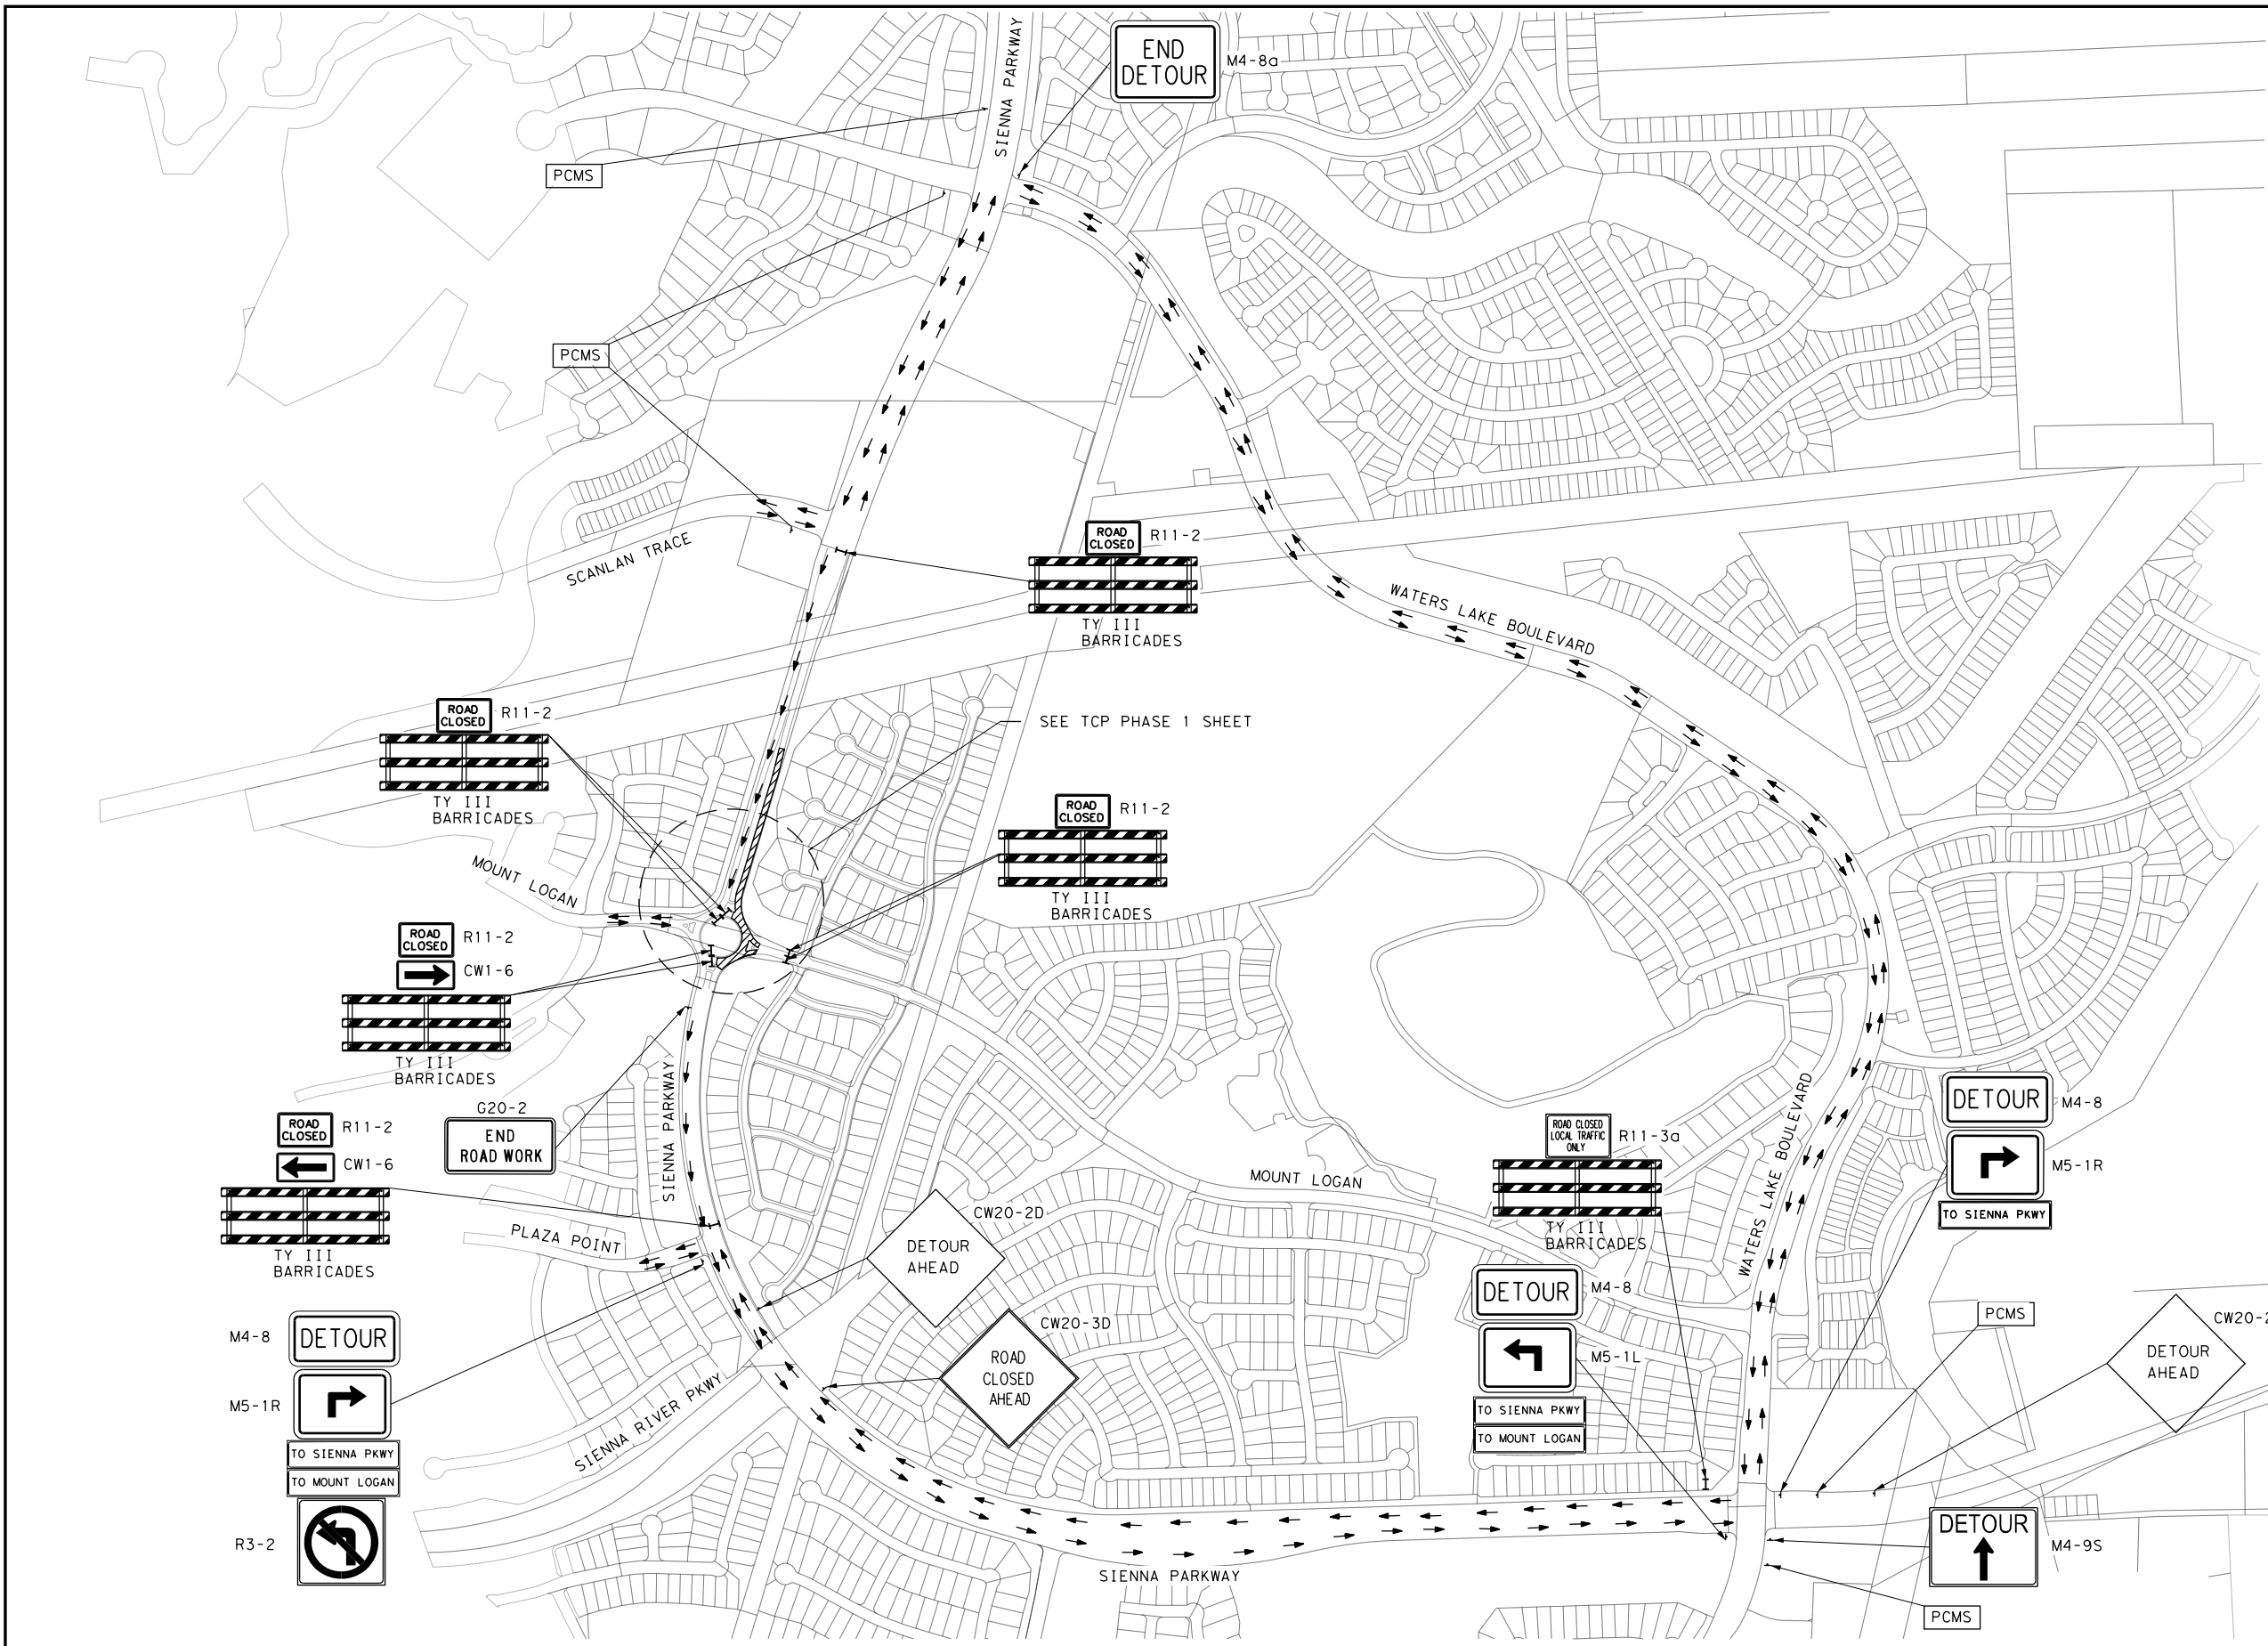 SIENNA PARKWAY
END
DETOUR
M4-8a
PCMS
PCMS
SCANLAN TRACE
ROAD
CLOSED
R11-2
TY III
BARRICADES
WATERS LAKE BOULEVARD
ROAD
CLOSED
R11-2
TY III
BARRICADES
SEE TCP PHASE 1 SHEET
ROAD
CLOSED
R11-2
TY III
BARRICADES
MOUNT LOGAN
ROAD
CLOSED
R11-2
CW1-6
TY III
BARRICADES
G20-2
END
ROAD WORK
SIENNA PARKWAY
ROAD
CLOSED
R11-2
CW1-6
TY III
BARRICADES
PLAZA POINT
CW20-2D
DETOUR
AHEAD
CW20-3D
ROAD
CLOSED
AHEAD
MOUNT LOGAN
ROAD CLOSED
LOCAL TRAFFIC
ONLY
R11-3a
TY III
BARRICADES
WATERS LAKE BOULEVARD
DETOUR
M4-8
M5-1R
TO SIENNA PKWY
DETOUR
M4-8
M5-1L
TO SIENNA PKWY
TO MOUNT LOGAN
PCMS
CW20-2
DETOUR
AHEAD
M4-8
DETOUR
M5-1R
TO SIENNA PKWY
TO MOUNT LOGAN
R3-2
SIENNA RIVER PKWY
SIENNA PARKWAY
DETOUR
M4-9S
PCMS